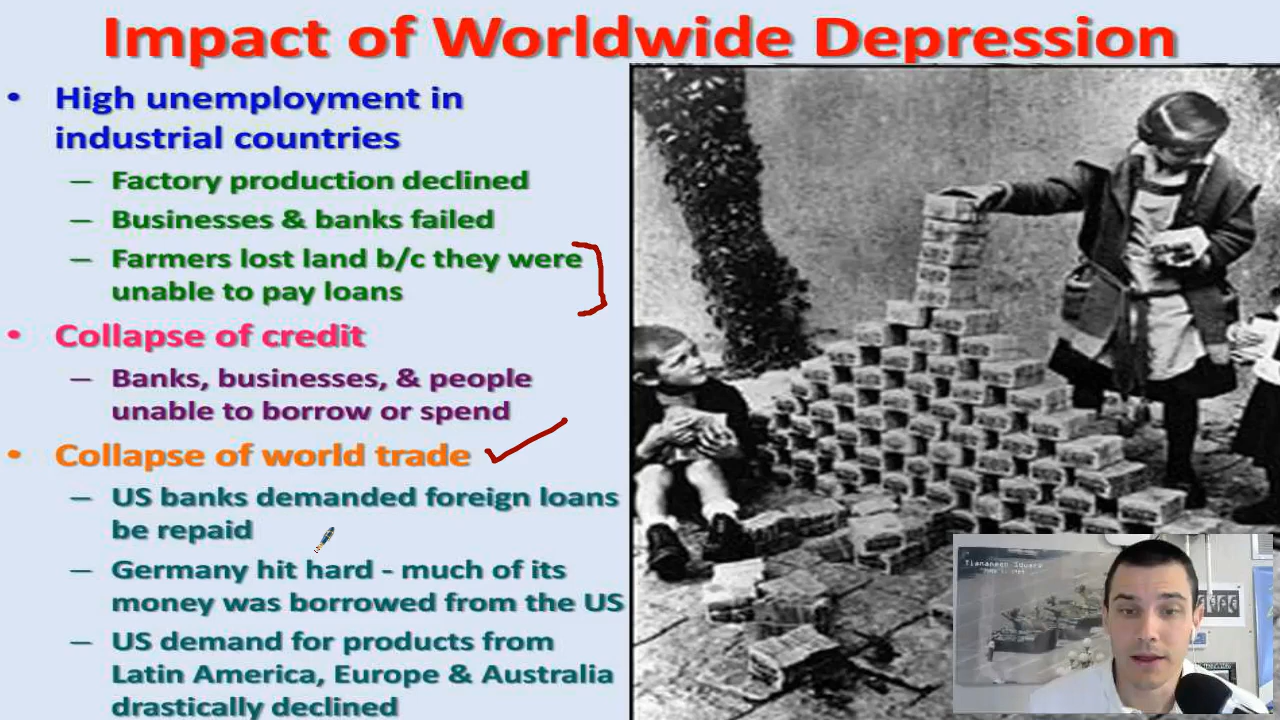 Impact of Worldwide Depression
• High unemployment in
industrial countries
– Factory production declined
– Businesses & banks failed
– Farmers lost land b/c they were
unable to pay loans
• Collapse of credit
– Banks, businesses, & people
unable to borrow or spend
• Collapse of world trade
– US banks demanded foreign loans
be repaid
– Germany hit hard - much of its
money was borrowed from the US
– US demand for products from
Latin America, Europe & Australia
drastically declined
Tiananmen Square